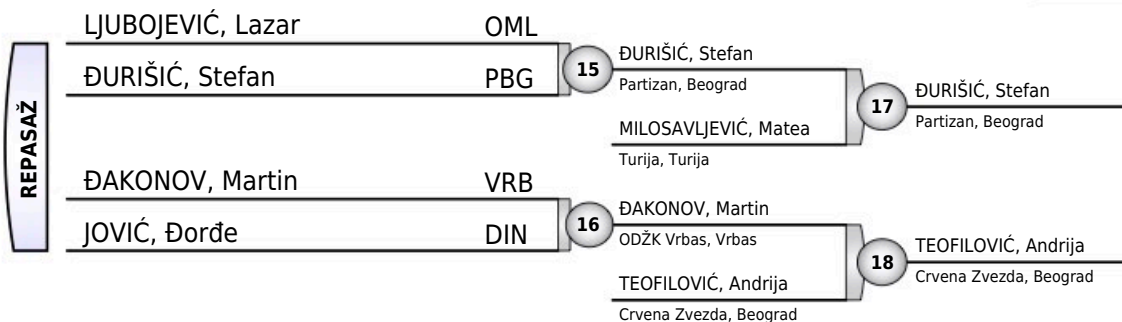 REPASAŽ
LJUBOJEVIĆ, Lazar OML
ĐURIŠIĆ, Stefan PBG
15
ĐURIŠIĆ, Stefan
Partizan, Beograd
MILOSAVLJEVIĆ, Matea
Turija, Turija
17
ĐURIŠIĆ, Stefan
Partizan, Beograd
ĐAKONOV, Martin VRB
JOVIĆ, Đorđe DIN
16
ĐAKONOV, Martin
ODŽK Vrbas, Vrbas
TEOFILOVIĆ, Andrija
Crvena Zvezda, Beograd
18
TEOFILOVIĆ, Andrija
Crvena Zvezda, Beograd